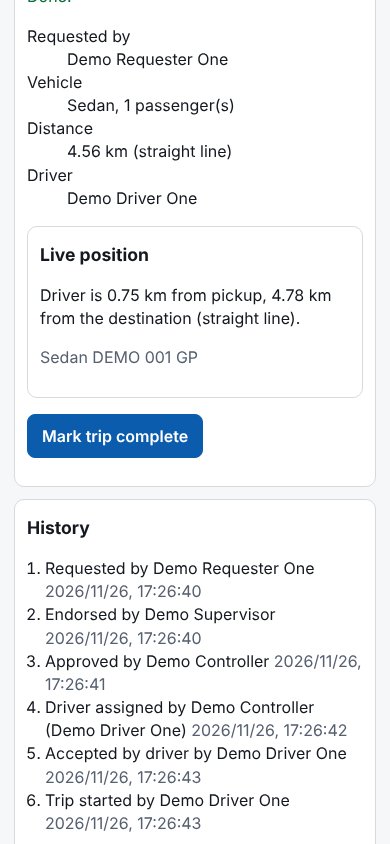 Requested by
Demo Requester One
Vehicle
Sedan, 1 passenger(s)
Distance
4.56 km (straight line)
Driver
Demo Driver One
Live position
Driver is 0.75 km from pickup, 4.78 km
from the destination (straight line).
Sedan DEMO 001 GP
Mark trip complete
History
1. Requested by Demo Requester One
2026/11/26, 17:26:40
2. Endorsed by Demo Supervisor
2026/11/26, 17:26:40
3. Approved by Demo Controller 2026/11/26,
17:26:41
4. Driver assigned by Demo Controller
(Demo Driver One) 2026/11/26, 17:26:42
5. Accepted by driver by Demo Driver One
2026/11/26, 17:26:43
6. Trip started by Demo Driver One
2026/11/26, 17:26:43